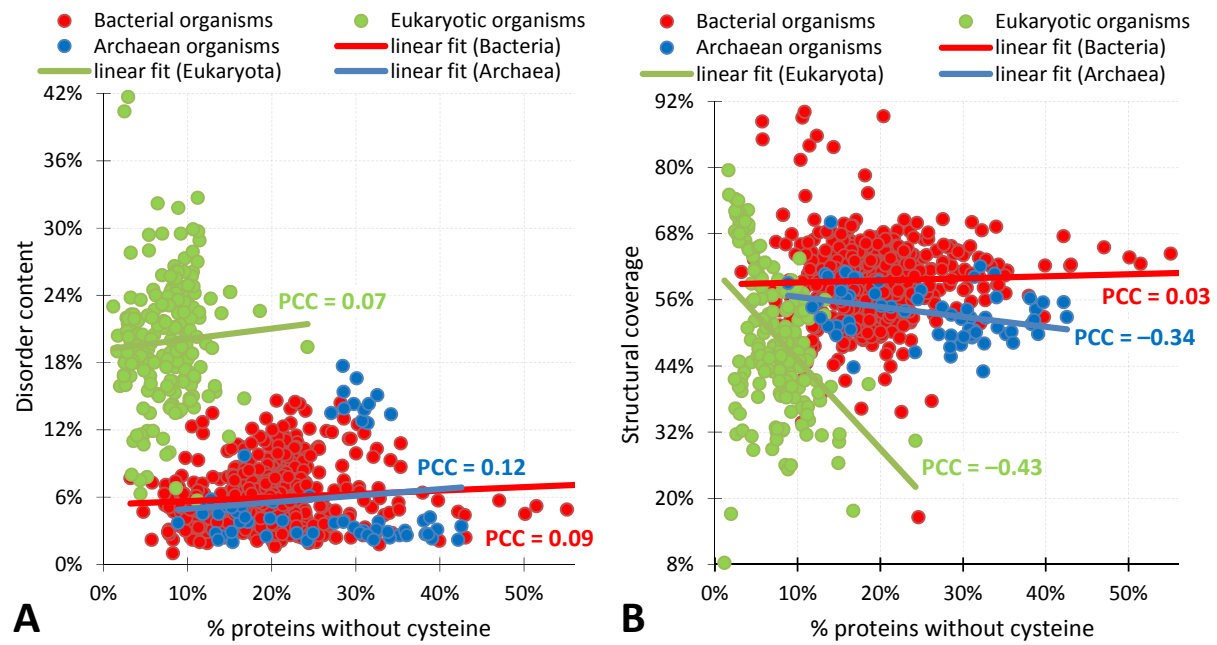 Bacterial organisms
Eukaryotic organisms
Archaean organisms
linear fit (Bacteria)
linear fit (Eukaryota)
linear fit (Archaea)
42%
36%
30%
24%
18%
12%
6%
0%
Disorder content
PCC = 0.07
PCC = 0.12
PCC = 0.09
0%
10%
20%
30%
40%
50%
% proteins without cysteine
A
Bacterial organisms
Eukaryotic organisms
Archaean organisms
linear fit (Bacteria)
linear fit (Eukaryota)
linear fit (Archaea)
92%
80%
68%
56%
44%
32%
20%
8%
Structural coverage
PCC = 0.03
PCC = –0.34
PCC = –0.43
0%
10%
20%
30%
40%
50%
% proteins without cysteine
B